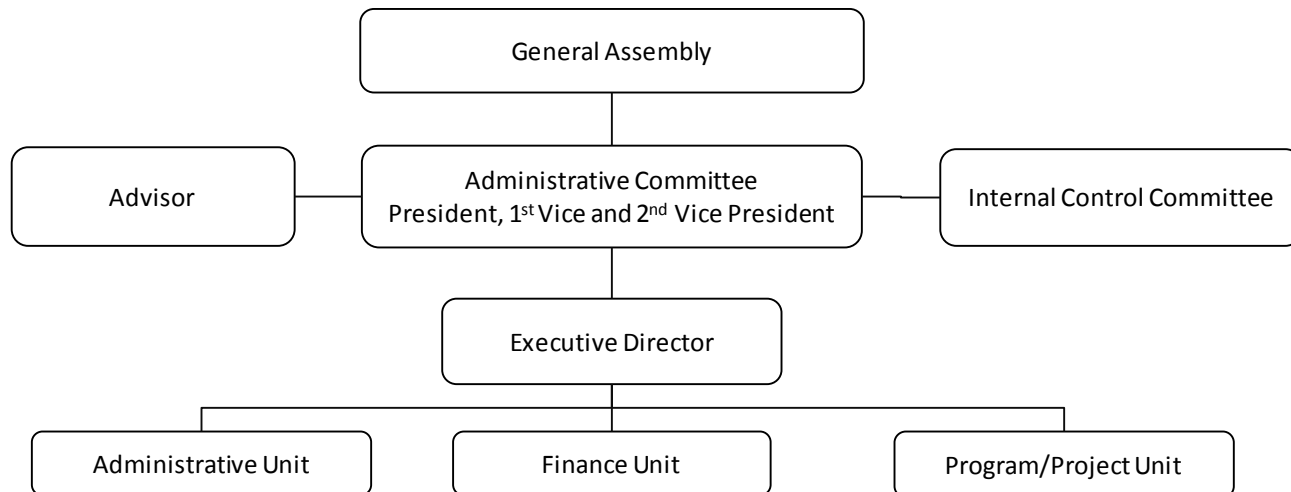 General Assembly
Advisor
Administrative Committee
President, 1st Vice and 2nd Vice President
Internal Control Committee
Executive Director
Administrative Unit
Finance Unit
Program/Project Unit